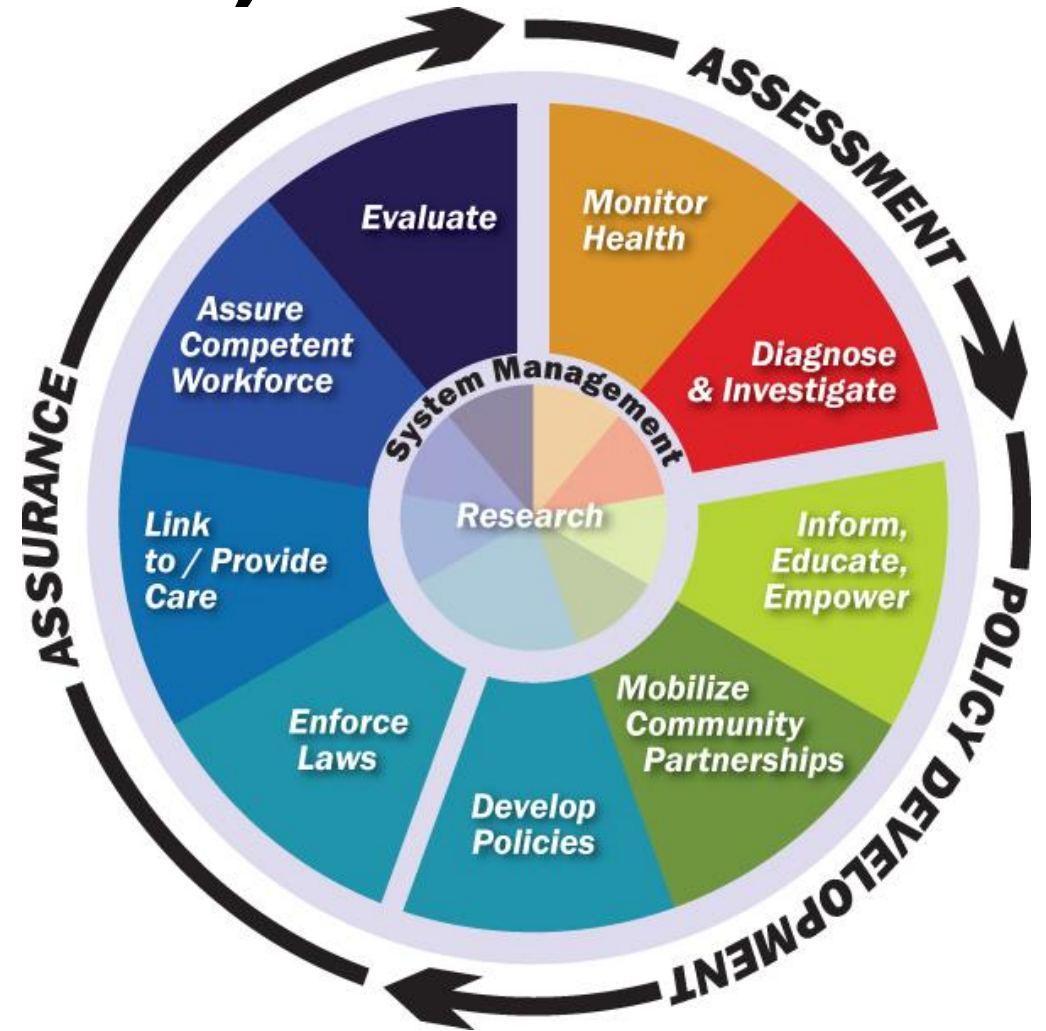 ASSESSMENT
POLICY DEVELOPMENT
ASSURANCE
Monitor
Health
Diagnose
& Investigate
Inform,
Educate,
Empower
Mobilize
Community
Partnerships
Develop
Policies
Enforce
Laws
Link
to / Provide
Care
Assure
Competent
Workforce
Evaluate
System Management
Research